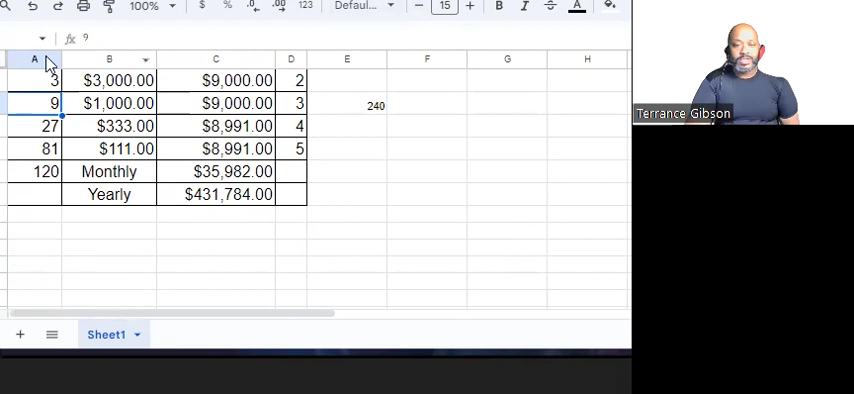 100% $ % .0 .00 123 Defaul... 15 + B I A
fx 9
A B C D E F G H
3 $3,000.00 $9,000.00 2
9 $1,000.00 $9,000.00 3 240
27 $333.00 $8,991.00 4
81 $111.00 $8,991.00 5
120 Monthly $35,982.00
Yearly $431,784.00
+ Sheet1
Terrance Gibson